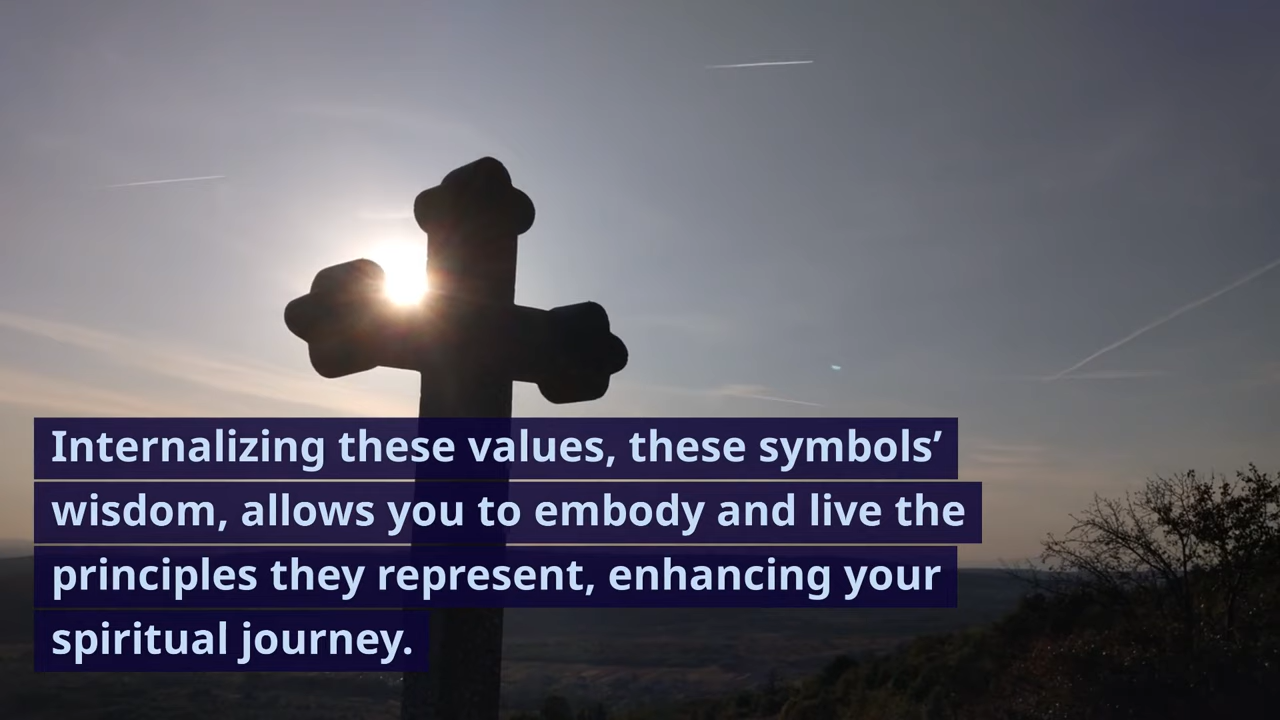 Internalizing these values, these symbols’
wisdom, allows you to embody and live the
principles they represent, enhancing your
spiritual journey.